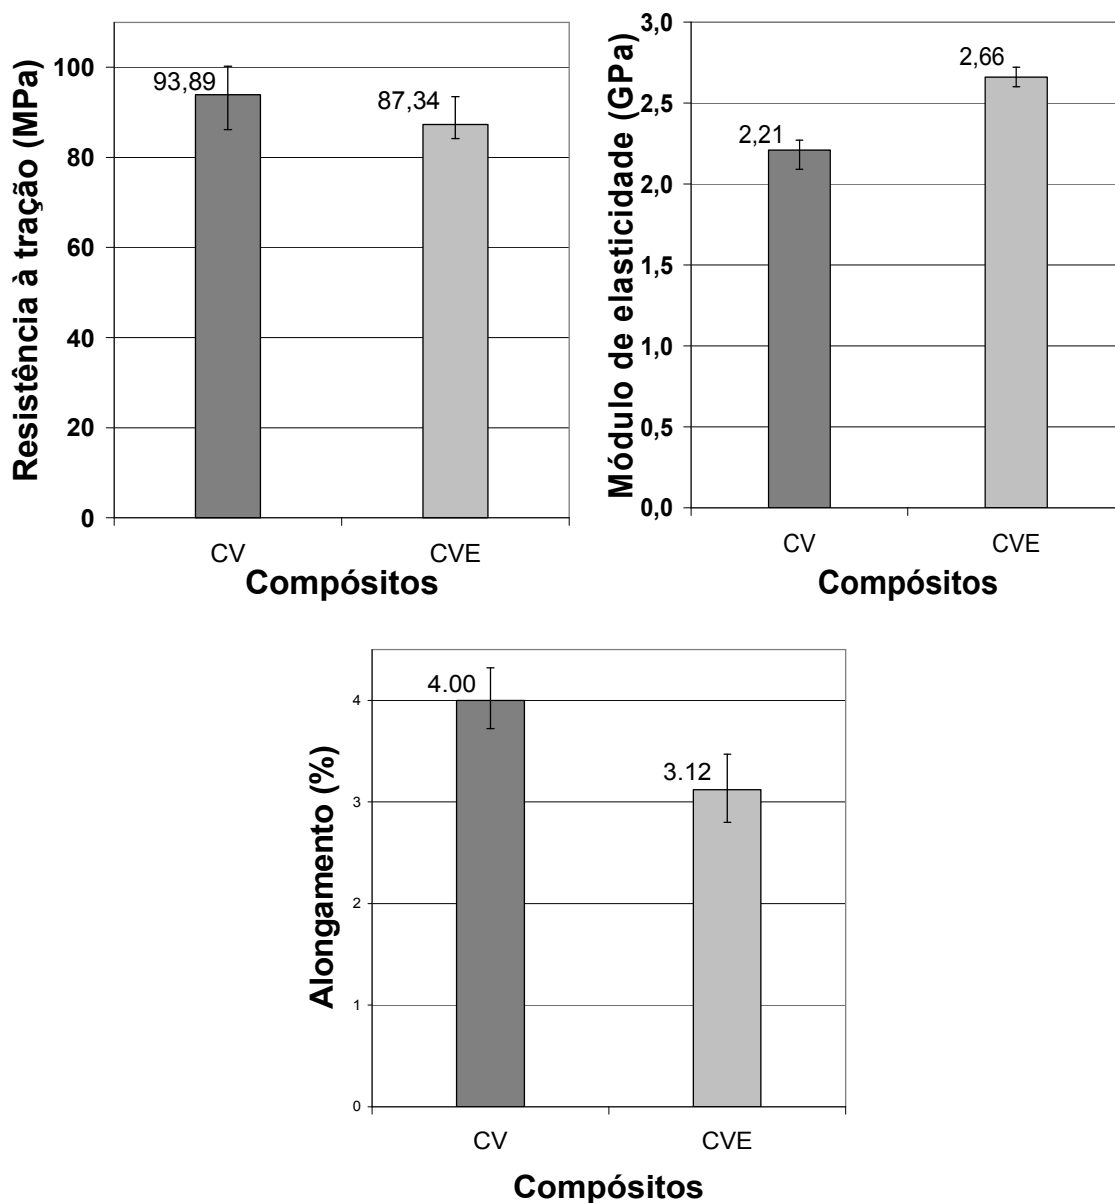 Resistência à tração (MPa)
100
80
60
40
20
0
93,89
87,34
CV
CVE
Compósitos
Módulo de elasticidade (GPa)
3,0
2,5
2,0
1,5
1,0
0,5
0,0
2,21
2,66
CV
CVE
Compósitos
Alongamento (%)
4
3
2
1
0
4.00
3.12
CV
CVE
Compósitos